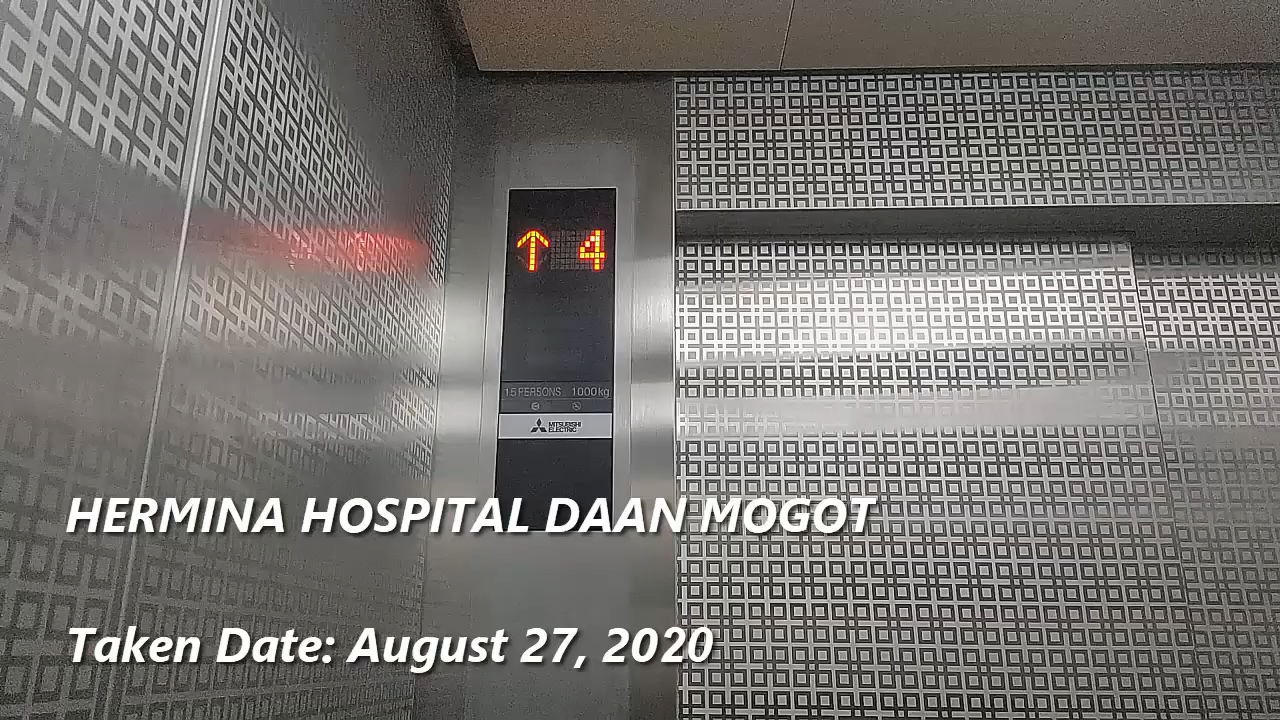 ↑ 4
15 PERSONS 1000kg
MITSUBISHI
ELECTRIC
HERMINA HOSPITAL DAAN MOGOT
Taken Date: August 27, 2020